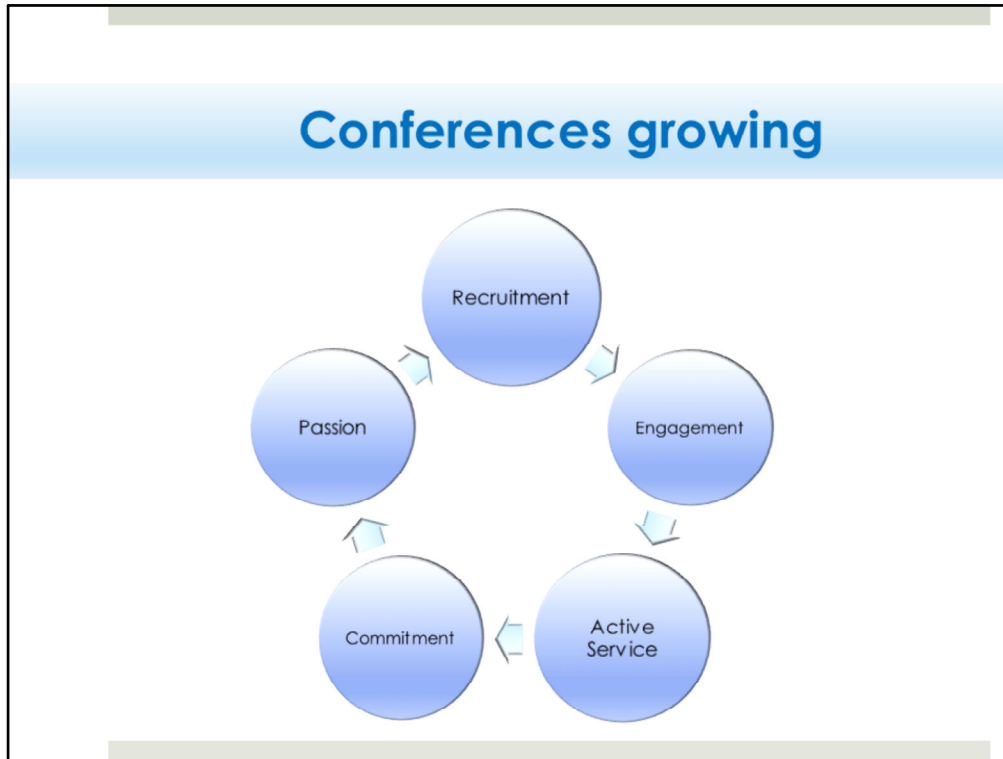 Conferences growing
Recruitment
Engagement
Active
Service
Commitment
Passion